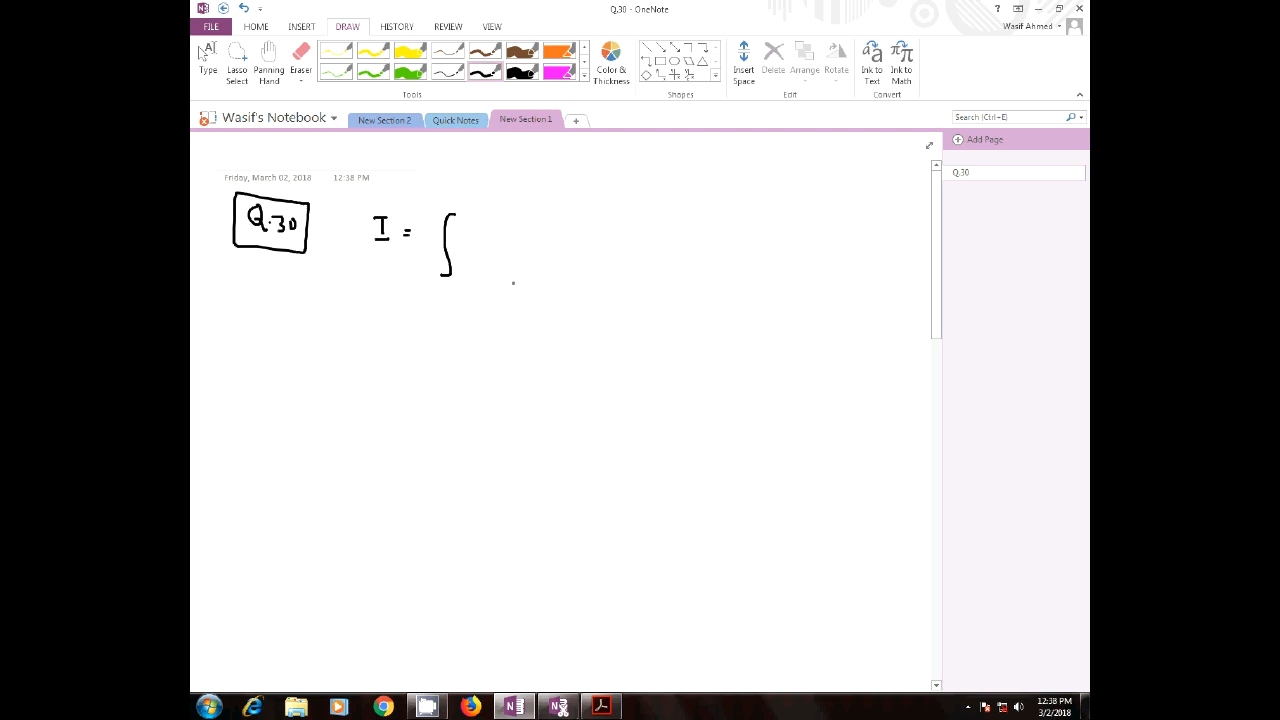 Q.30 - OneNote
?
FILE HOME INSERT DRAW HISTORY REVIEW VIEW
Wasif Ahmed
Type Lasso Select Panning Hand Eraser
Color & Thickness
Insert Space Delete Arrange Rotate
Ink to Text Ink to Math
Tools Shapes Edit Convert
Wasif's Notebook New Section 2 Quick Notes New Section 1 +
Search (Ctrl+E)
Add Page
Q.30
Friday, March 02, 2018 12:38 PM
Q.30 I = ∫
12:38 PM
3/2/2018